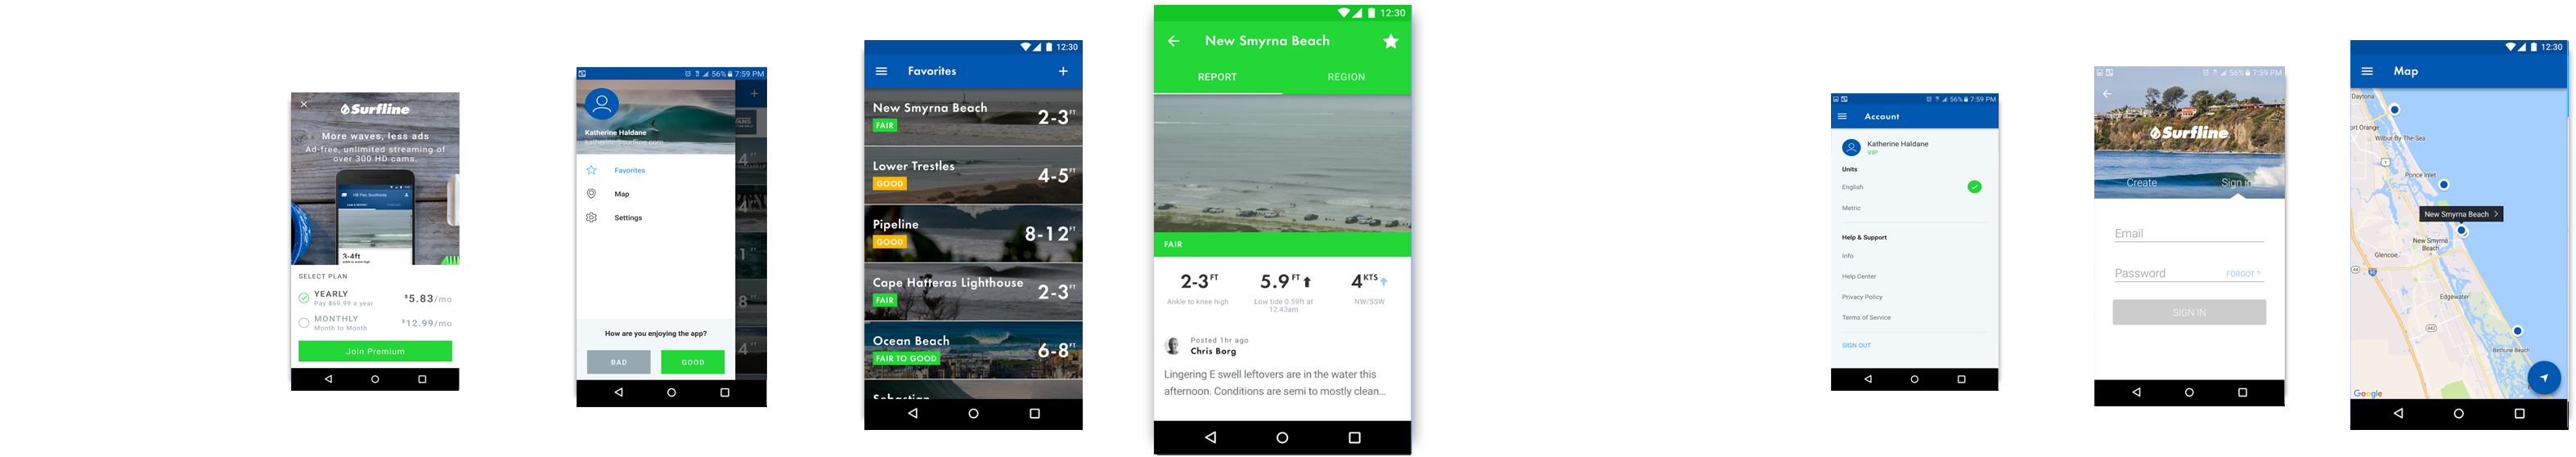 Surfline
More waves, less ads
Ad-free, unlimited streaming of
over 300 HD cams.
3-4ft
SELECT PLAN
YEARLY
Pay $69.99 a year
$5.83/mo
MONTHLY
Month to Month
$12.99/mo
Join Premium
56% 7:59 PM
Katherine Haldane
katherine@surfline.com
Favorites
Map
Settings
How are you enjoying the app?
BAD
GOOD
12:30
Favorites
New Smyrna Beach
FAIR
2-3FT
Lower Trestles
GOOD
4-5FT
Pipeline
GOOD
8-12FT
Cape Hatteras Lighthouse
FAIR
2-3FT
Ocean Beach
FAIR TO GOOD
6-8FT
Sebastian
12:30
New Smyrna Beach
REPORT
REGION
FAIR
2-3FT
Ankle to knee high
5.9FT
Low tide 0.59ft at
12:43am
4KTS
NW/SSW
Posted 1hr ago
Chris Borg
Lingering E swell leftovers are in the water this
afternoon. Conditions are semi to mostly clean...
56% 7:59 PM
Account
Katherine Haldane
VIP
Units
English
Metric
Help & Support
Info
Help Center
Privacy Policy
Terms of Service
SIGN OUT
56% 7:59 PM
Surfline
Create
Sign In
Email
Password
FORGOT ?
SIGN IN
12:30
Map
Daytona
ort Orange
Wilbur-By-The-Sea
1
Ponce Inlet
New Smyrna Beach
New Smyrna
Beach
Glencoe
44
95
Edgewater
442
Bethune Beach
Google